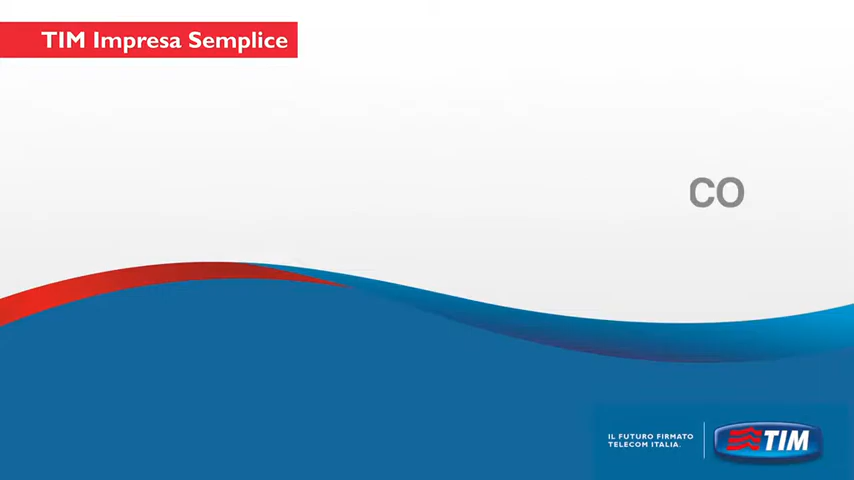 TIM Impresa Semplice
CO
IL FUTURO FIRMATO
TELECOM ITALIA.
TIM